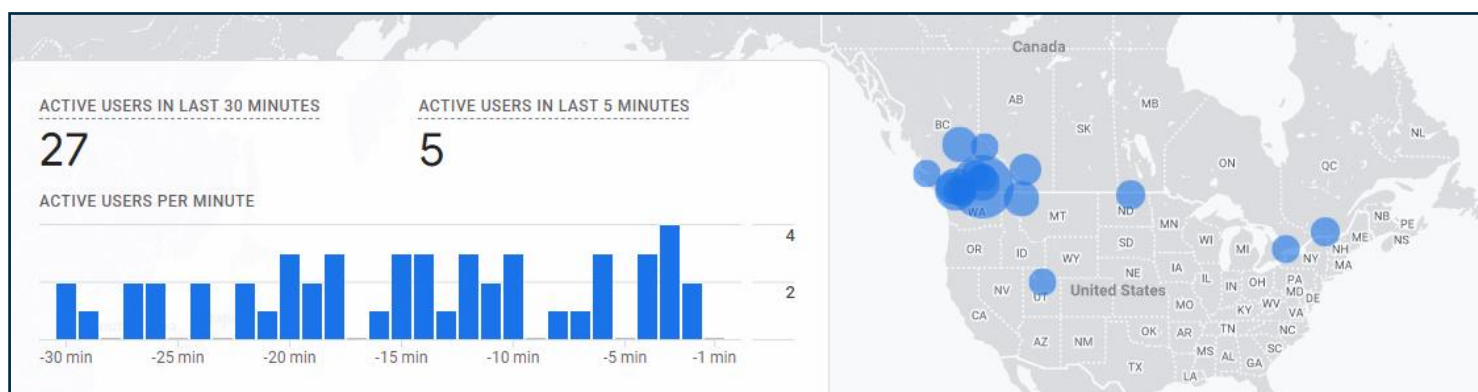 ACTIVE USERS IN LAST 30 MINUTES
27
ACTIVE USERS IN LAST 5 MINUTES
5
ACTIVE USERS PER MINUTE
4
2
-30 min
-25 min
-20 min
-15 min
-10 min
-5 min
-1 min
Canada
AB
MB
BC
SK
NL
ON
QC
WA
MT
ND
MN
NB
PE
ME
NS
OR
ID
SD
WI
MI
NH
NY
MA
WY
NE
IA
IL
IN
OH
PA
MD
DE
NV
UT
United States
MO
KY
WV
VA
CA
AZ
NM
OK
AR
TN
NC
SC
MS
AL
GA
TX
LA